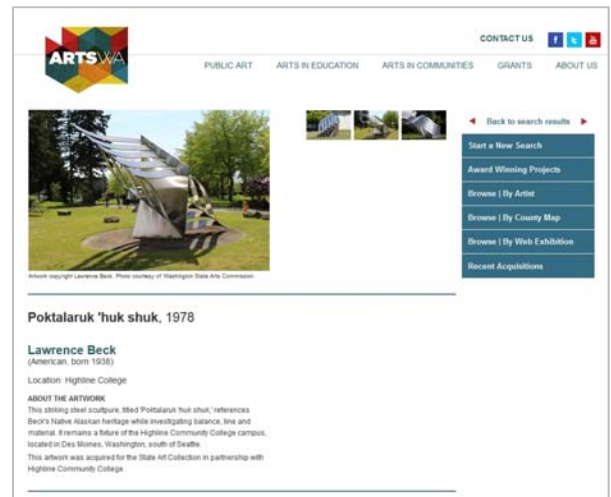 CONTACT US
ARTSWA
PUBLIC ART ARTS IN EDUCATION ARTS IN COMMUNITIES GRANTS ABOUT US
Back to search results
Start a New Search
Award Winning Projects
Browse | By Artist
Browse | By County Map
Browse | By Web Exhibition
Recent Acquisitions
Artwork copyright Lawrence Beck. Photo courtesy of Washington State Arts Commission.
Poktalaruk 'huk shuk, 1978
Lawrence Beck
(American, born 1938)
Location: Highline College
ABOUT THE ARTWORK
This striking steel sculpture, titled 'Poktalaruk 'huk shuk,' references
Beck's Native Alaskan heritage while investigating balance, line and
material. It remains a fixture of the Highline Community College campus,
located in Des Moines, Washington, south of Seattle.
This artwork was acquired for the State Art Collection in partnership with
Highline Community College.